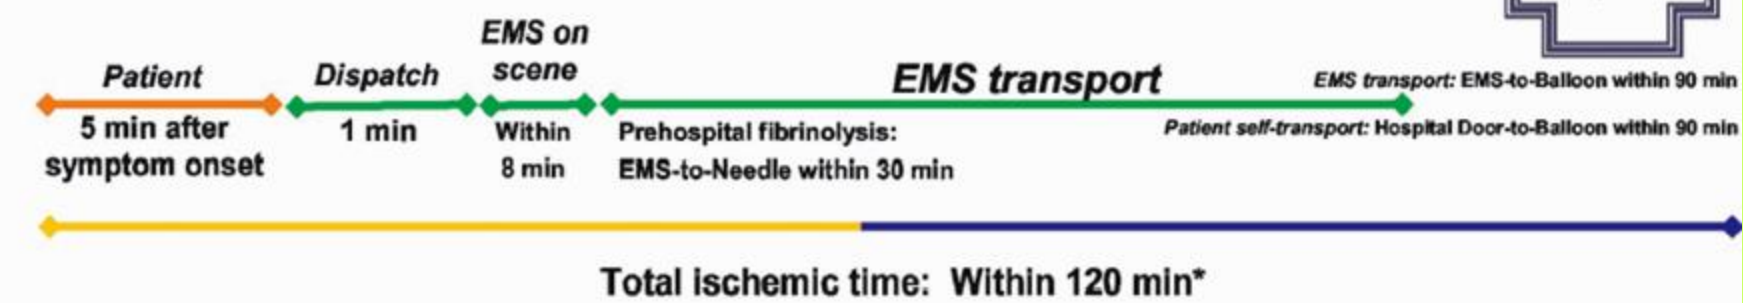 Patient
5 min after
symptom onset
Dispatch
1 min
EMS on
scene
Within
8 min
EMS transport
Prehospital fibrinolysis:
EMS-to-Needle within 30 min
EMS transport: EMS-to-Balloon within 90 min
Patient self-transport: Hospital Door-to-Balloon within 90 min
Total ischemic time: Within 120 min*